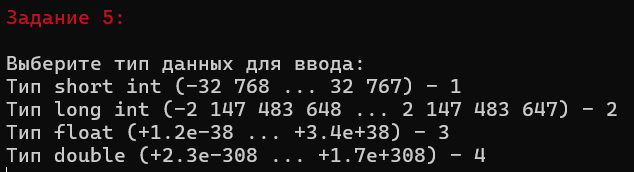 Задание 5:
Выберите тип данных для ввода:
Тип short int (-32 768 ... 32 767) - 1
Тип long int (-2 147 483 648 ... 2 147 483 647) - 2
Тип float (+1.2e-38 ... +3.4e+38) - 3
Тип double (+2.3e-308 ... +1.7e+308) - 4